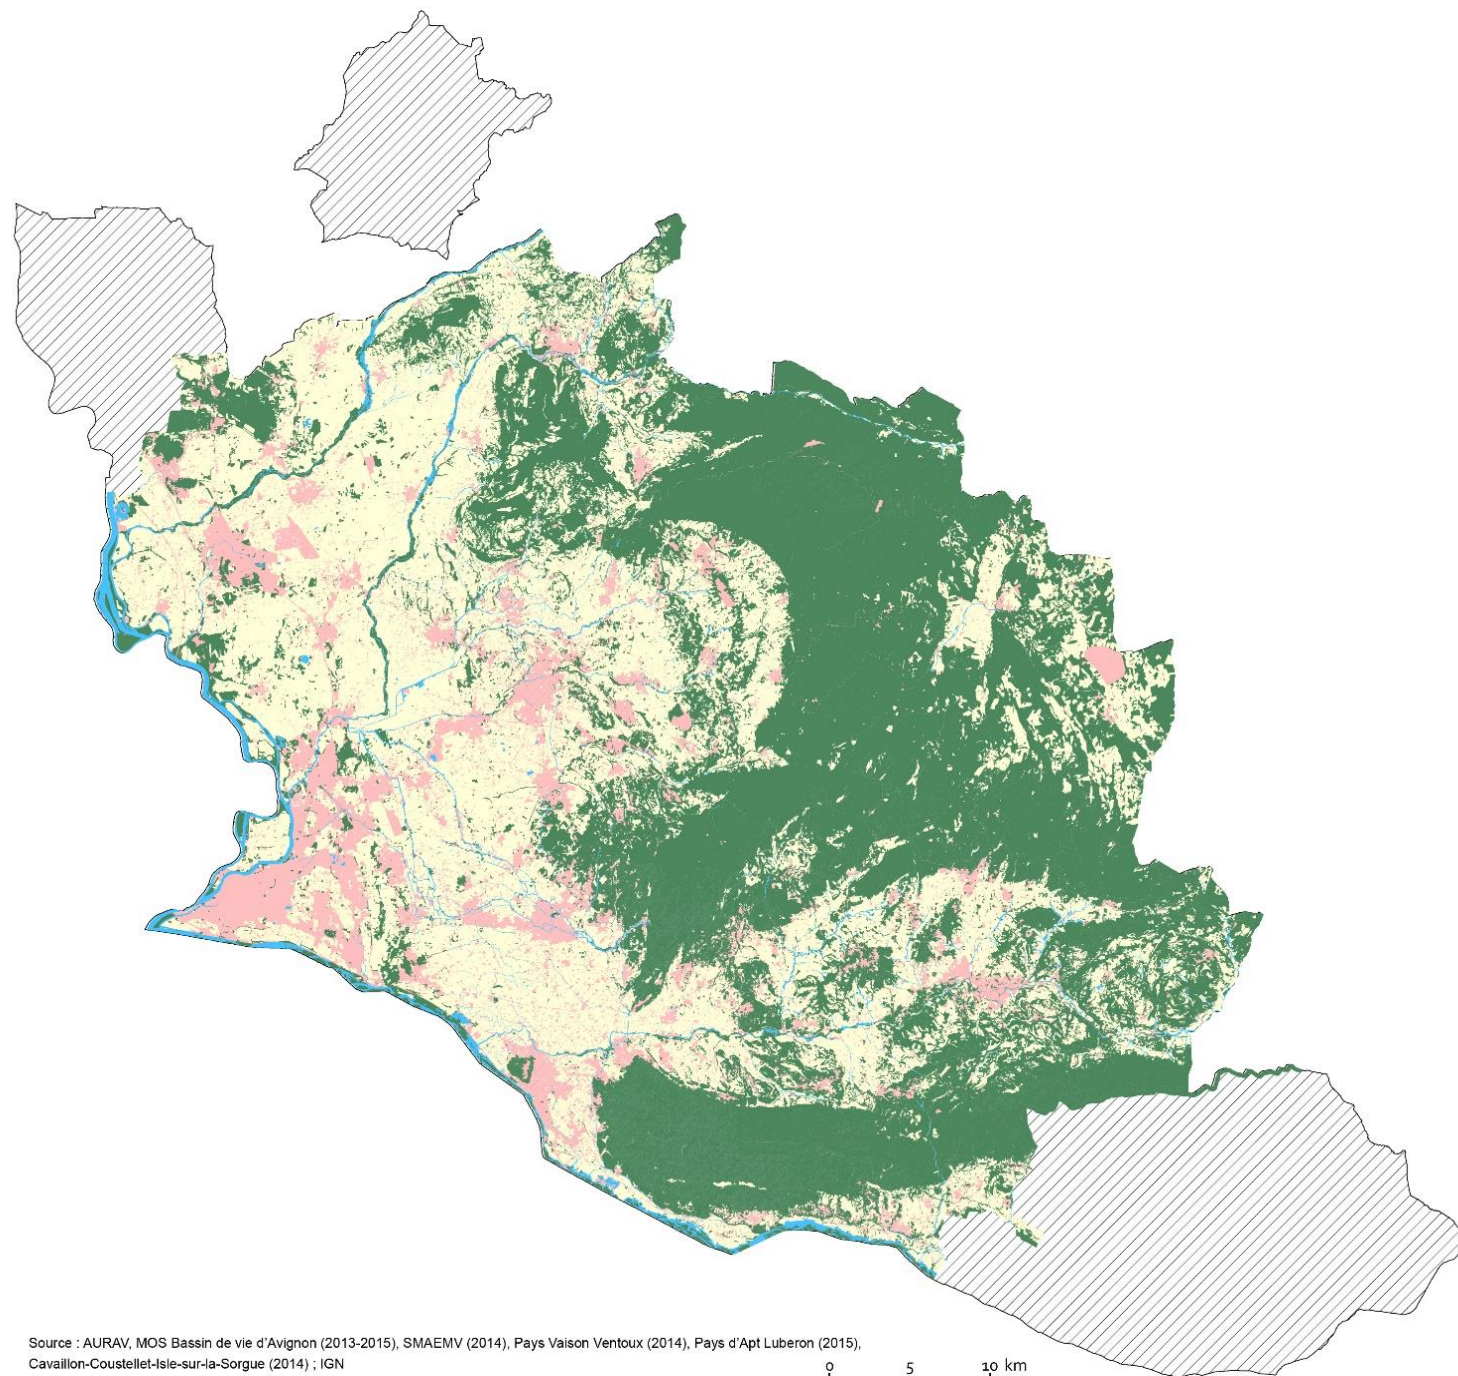 Source : AURAV, MOS Bassin de vie d'Avignon (2013-2015), SMAEMV (2014), Pays Vaison Ventoux (2014), Pays d'Apt Luberon (2015),
Cavaillon-Coustellet-Isle-sur-la-Sorgue (2014) ; IGN
0 5 10 km